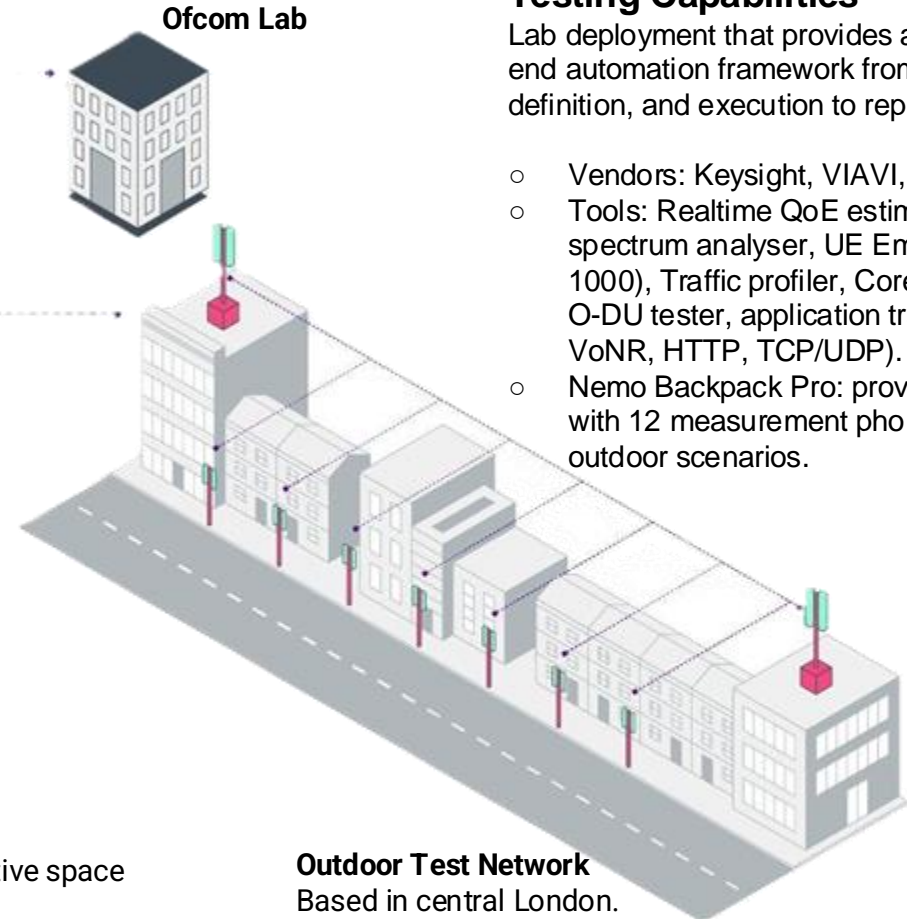 Ofcom Lab
Testing Capabilities
Lab deployment that provides a
end automation framework from
definition, and execution to rep
○ Vendors: Keysight, VIAVI,
○ Tools: Realtime QoE estim
spectrum analyser, UE Em
1000), Traffic profiler, Core
O-DU tester, application tr
VoNR, HTTP, TCP/UDP).
○ Nemo Backpack Pro: prov
with 12 measurement pho
outdoor scenarios.
tive space
Outdoor Test Network
Based in central London.